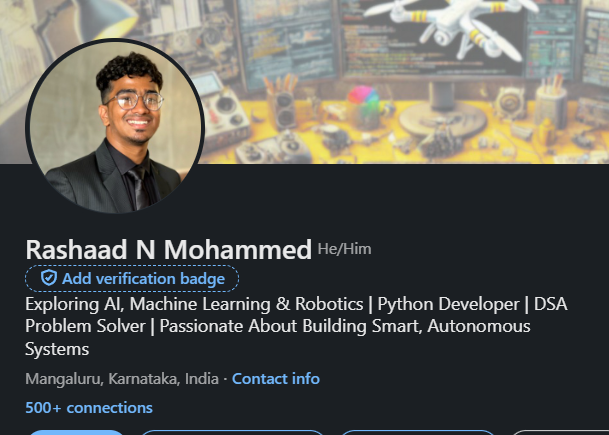 Rashaad N Mohammed He/Him
Add verification badge
Exploring AI, Machine Learning & Robotics | Python Developer | DSA
Problem Solver | Passionate About Building Smart, Autonomous
Systems
Mangaluru, Karnataka, India · Contact info
500+ connections